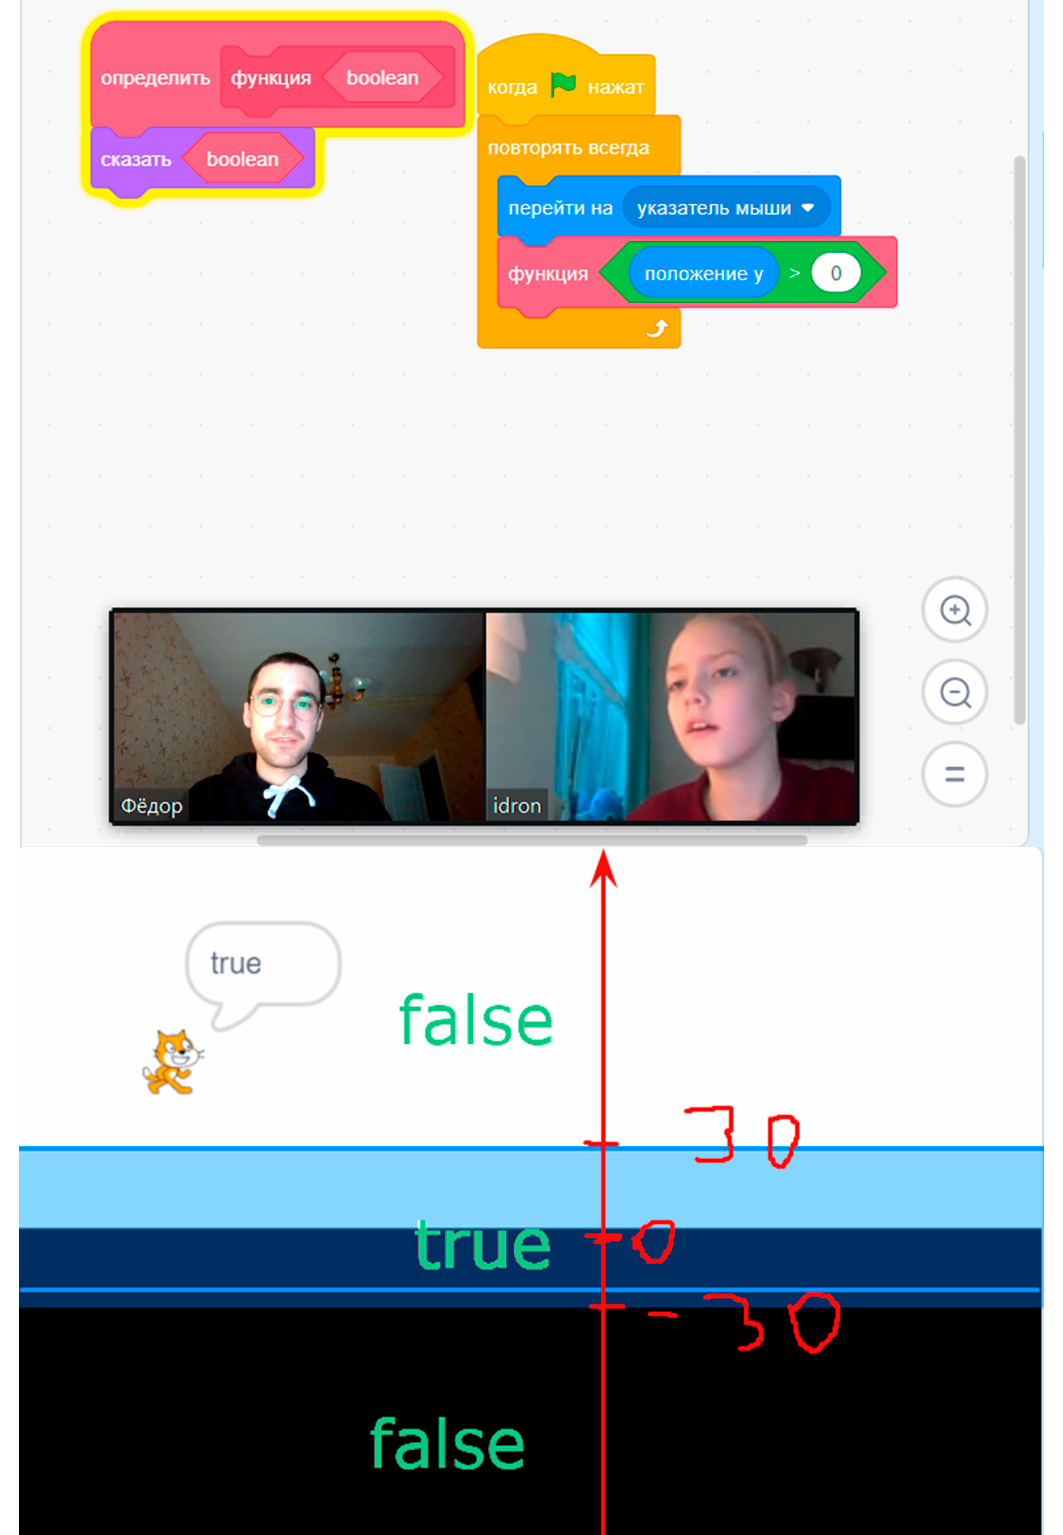 определить функция boolean
сказать boolean
когда нажат
повторять всегда
перейти на указатель мыши
функция положение y > 0
Фёдор
idron
true
false
30
true
0
-30
false